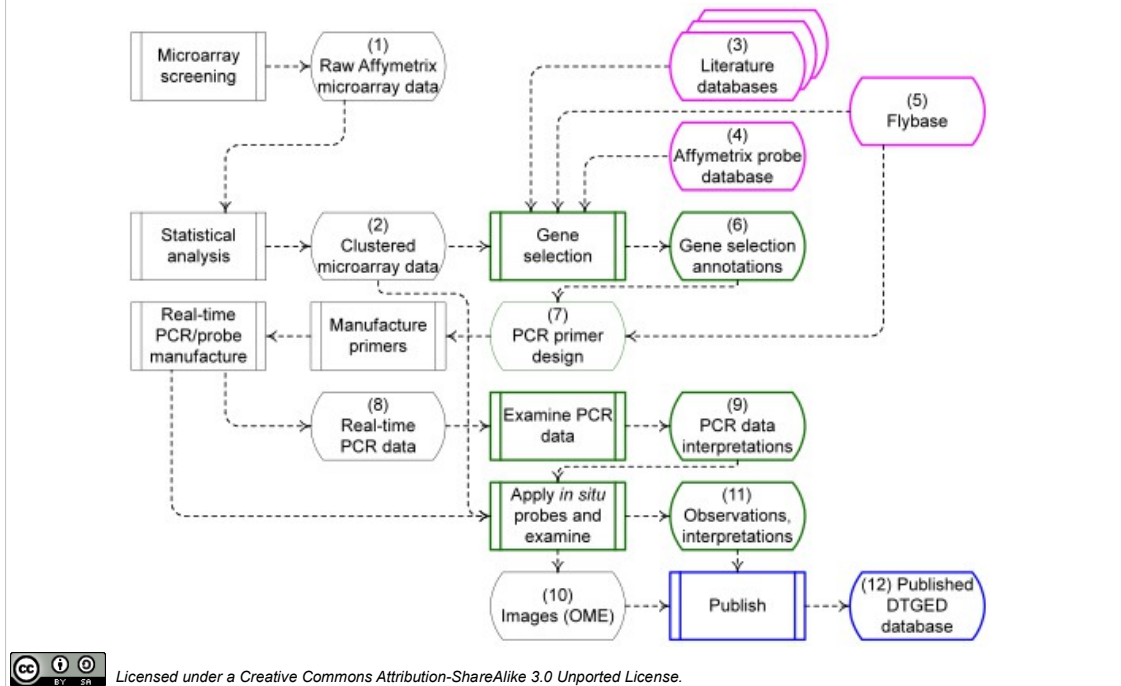 Microarray
screening
(1)
Raw Affymetrix
microarray data
(3)
Literature
databases
(5)
Flybase
(4)
Affymetrix probe
database
Statistical
analysis
(2)
Clustered
microarray data
Gene
selection
(6)
Gene selection
annotations
Real-time
PCR/probe
manufacture
Manufacture
primers
(7)
PCR primer
design
(8)
Real-time
PCR data
Examine PCR
data
(9)
PCR data
interpretations
Apply in situ
probes and
examine
(11)
Observations,
interpretations
(10)
Images (OME)
Publish
(12) Published
DTGED
database
cc
BY SA
Licensed under a Creative Commons Attribution-ShareAlike 3.0 Unported License.